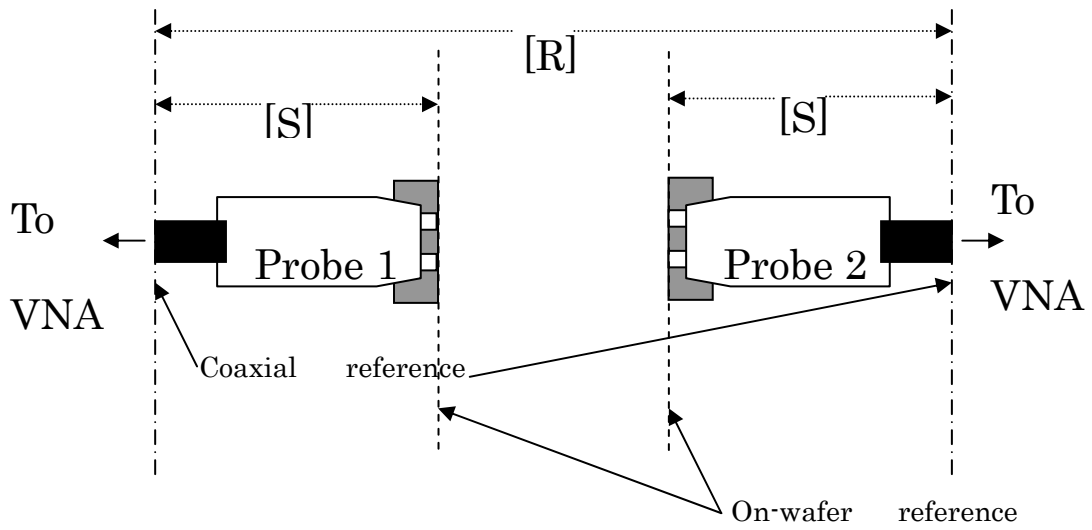 [R]
[S]
[S]
To
VNA
Probe 1
Probe 2
To
VNA
Coaxial reference
On-wafer reference